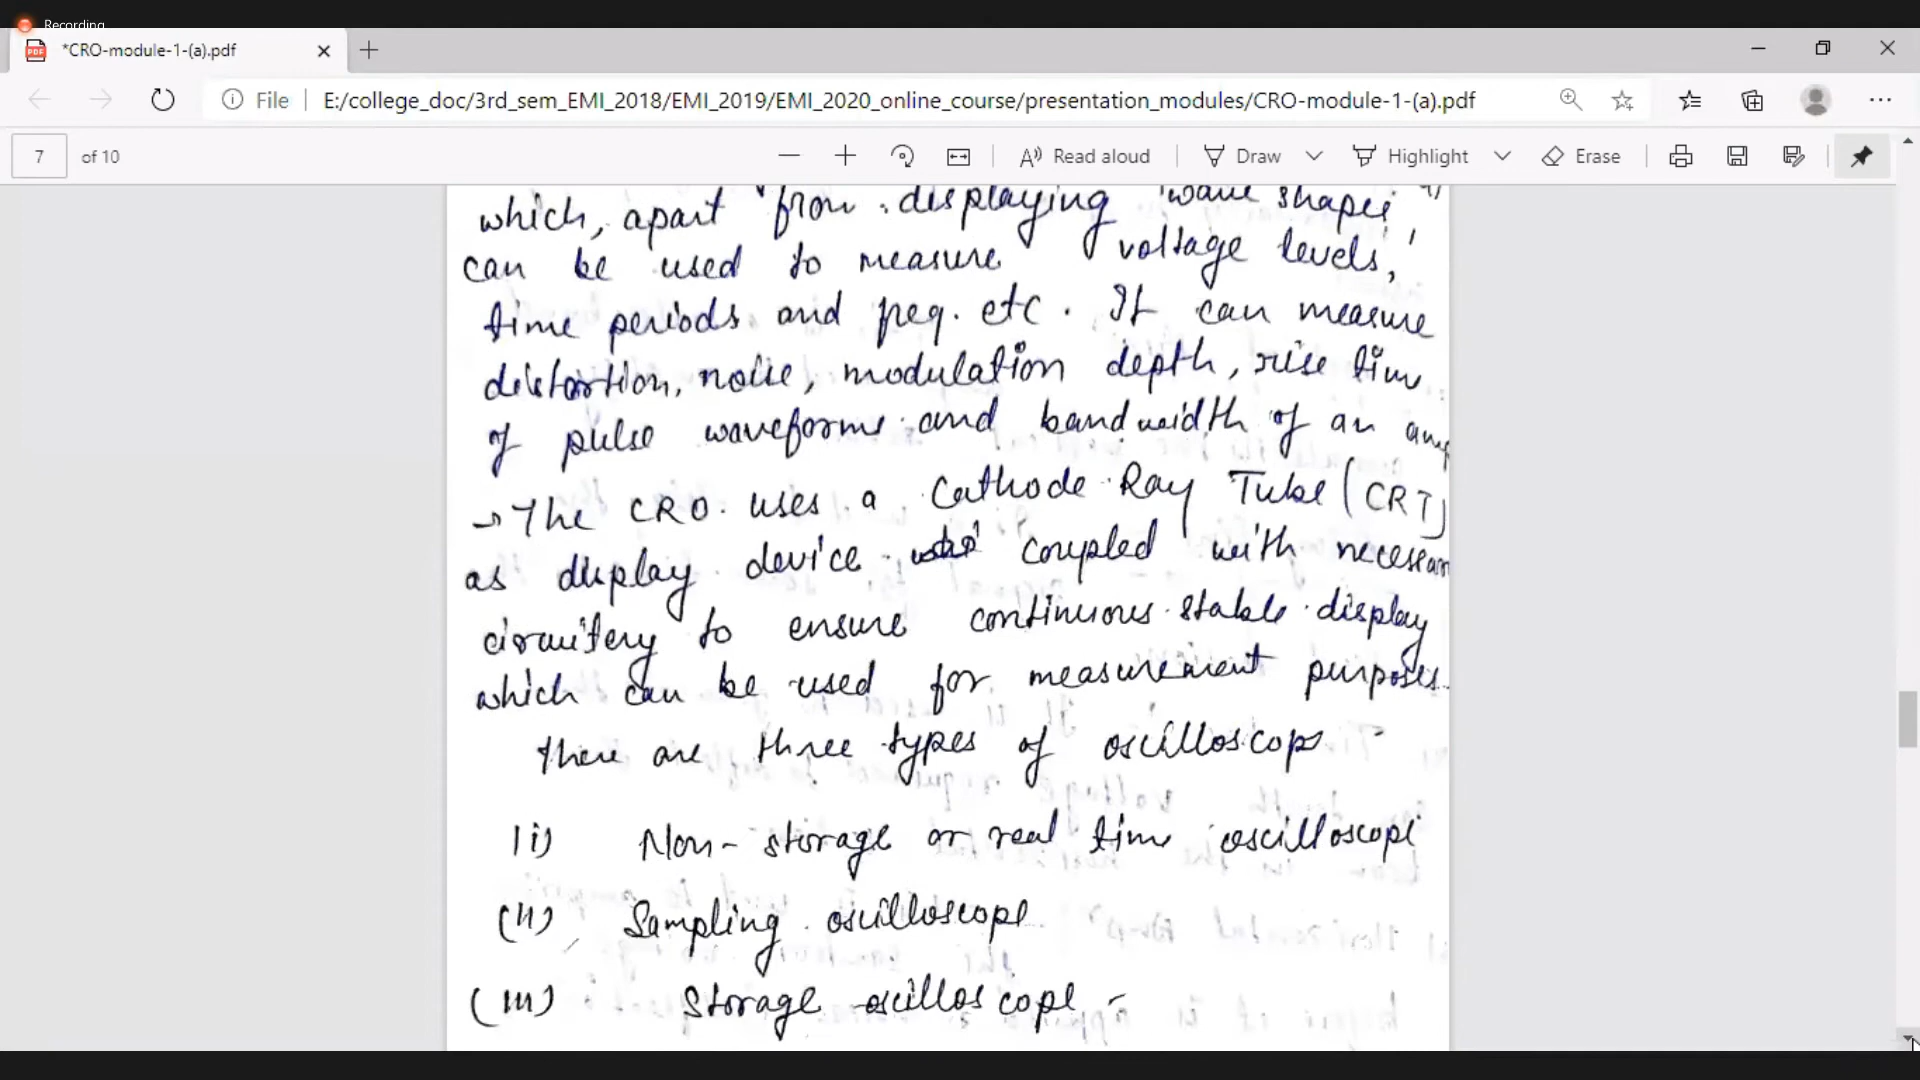 Recording
*CRO-module-1-(a).pdf
File E:/college_doc/3rd_sem_EMI_2018/EMI_2019/EMI_2020_online_course/presentation_modules/CRO-module-1-(a).pdf
7 of 10 Read aloud Draw Highlight Erase
which, apart from displaying wave shapes
can be used to measure voltage levels,
time periods and freq. etc. It can measure
distortion, noise, modulation depth, rise time
of pulse waveforms and bandwidth of an amp
→ The CRO uses a Cathode Ray Tube (CRT)
as display device coupled with necessar
circuitery to ensure continuous stable display
which can be used for measurement purposes.
there are three types of oscilloscope
(i) Non-storage or real time oscilloscope
(ii) Sampling oscilloscope
(iii) Storage oscilloscope -